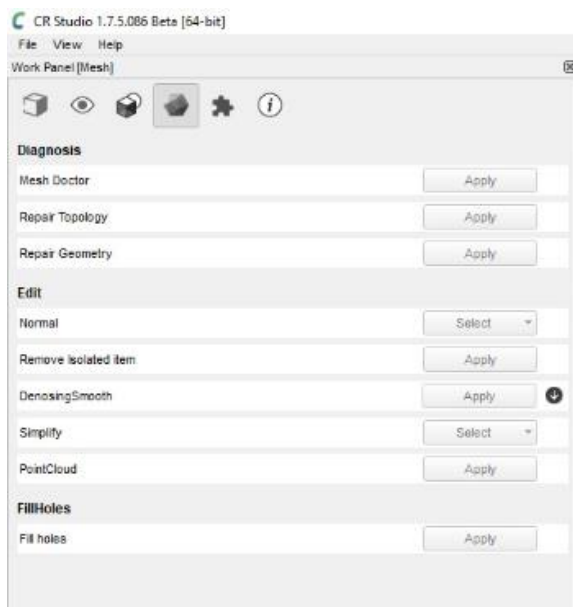 CR Studio 1.7.5.086 Beta [64-bit]
File View Help
Work Panel [Mesh]
Diagnosis
Mesh Doctor Apply
Repair Topology Apply
Repair Geometry Apply
Edit
Normal Select
Remove Isolated item Apply
DenosingSmooth Apply
Simplify Select
PointCloud Apply
FillHoles
Fill holes Apply